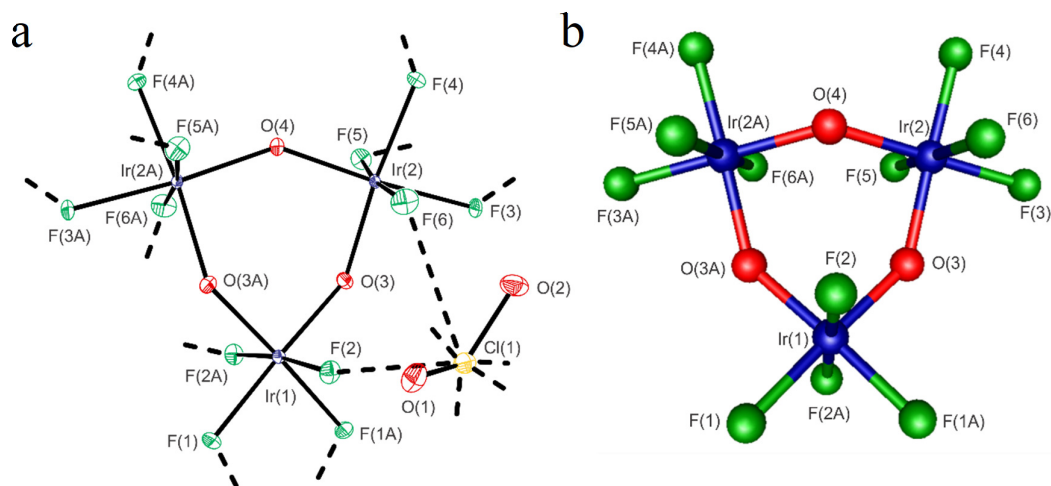 a
F(4A)
F(4)
O(4)
F(5A)
F(5)
Ir(2A)
Ir(2)
F(6A)
F(6)
F(3)
F(3A)
O(3A)
O(3)
O(2)
F(2)
Cl(1)
F(2A)
Ir(1)
O(1)
F(1)
F(1A)
b
F(4A)
F(4)
O(4)
F(5A)
Ir(2A)
Ir(2)
F(6)
F(6A)
F(5)
F(3A)
F(3)
O(3A)
F(2)
O(3)
Ir(1)
F(2A)
F(1)
F(1A)